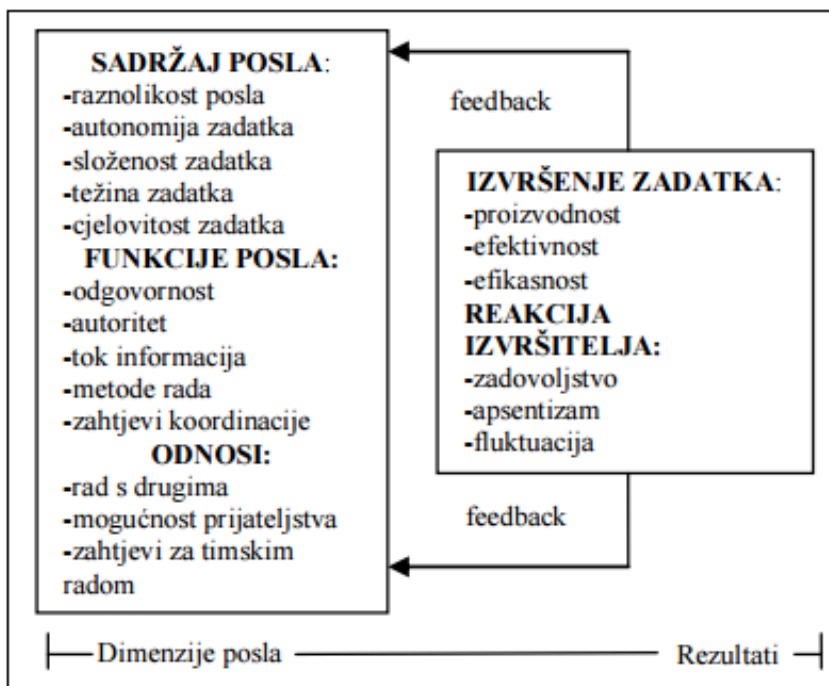 SADRŽAJ POSLA:
-raznolikost posla
-autonomija zadatka
-složenost zadatka
-težina zadatka
-cjelovitost zadatka
FUNKCIJE POSLA:
-odgovornost
-autoritet
-tok informacija
-metode rada
-zahtjevi koordinacije
ODNOSI:
-rad s drugima
-mogućnost prijateljstva
-zahtjevi za timskim
radom
feedback
IZVRŠENJE ZADATKA:
-proizvodnost
-efektivnost
-efikasnost
REAKCIJA
IZVRŠITELJA:
-zadovoljstvo
-apsentizam
-fluktuacija
feedback
Dimenzije posla
Rezultati